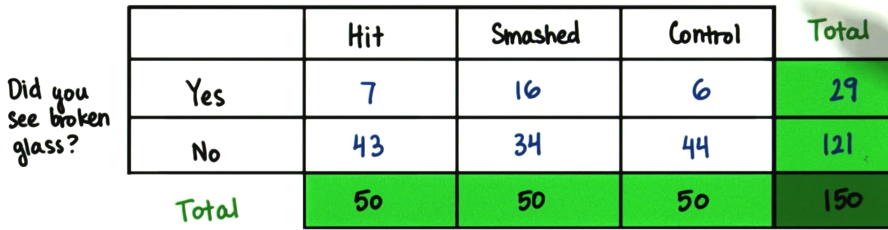 Hit Smashed Control Total
Did you
see broken
glass?
Yes 7 16 6 29
No 43 34 44 121
Total 50 50 50 150